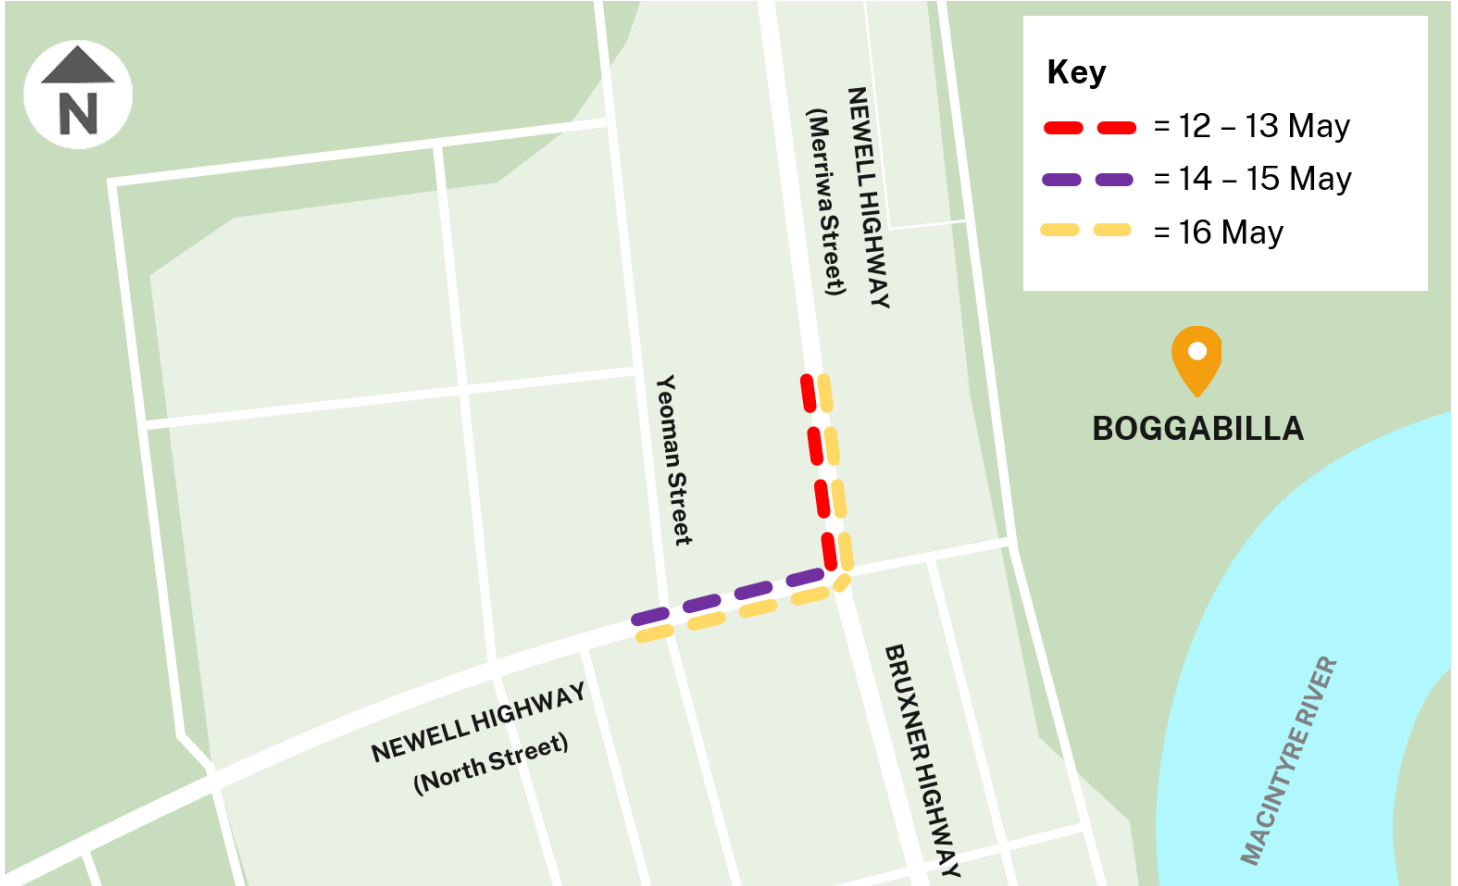 N
Key
= 12 – 13 May
= 14 – 15 May
= 16 May
NEWELL HIGHWAY
(Merriwa Street)
Yeoman Street
BOGGABILLA
NEWELL HIGHWAY
(North Street)
BRUXNER HIGHWAY
MACINTYRE RIVER